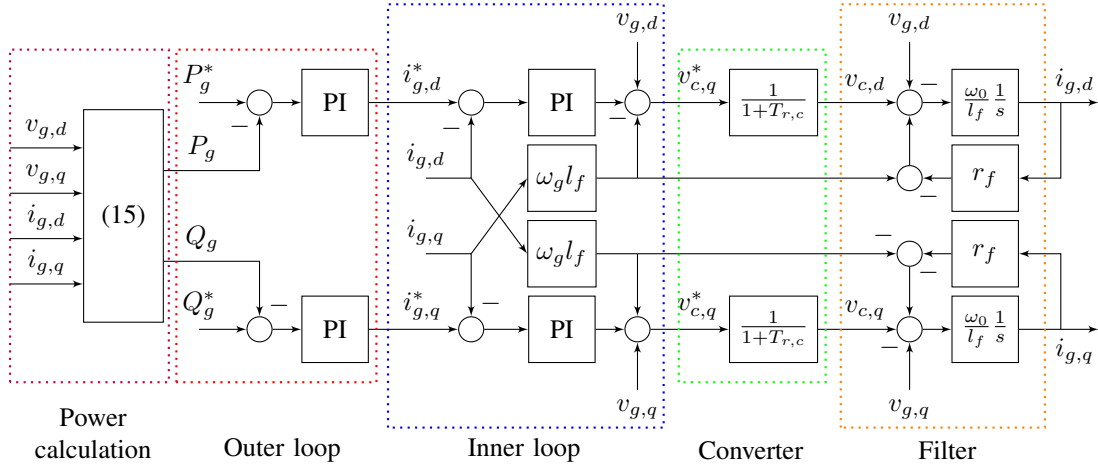 v_{g,d}
v_{g,q}
i_{g,d}
i_{g,q}
(15)
Power
calculation
P_g^*
−
P_g
PI
Q_g
Q_g^*
−
PI
Outer loop
i_{g,d}^*
−
PI
−
v_{g,d}
i_{g,d}
ω_g l_f
i_{g,q}
ω_g l_f
i_{g,q}^*
−
PI
v_{g,q}
Inner loop
v_{c,q}^*
1/(1+T_{r,c})
v_{c,q}^*
1/(1+T_{r,c})
Converter
v_{g,d}
v_{c,d}
−
ω_0/l_f 1/s
i_{g,d}
−
r_f
−
−
r_f
v_{c,q}
−
ω_0/l_f 1/s
i_{g,q}
v_{g,q}
Filter